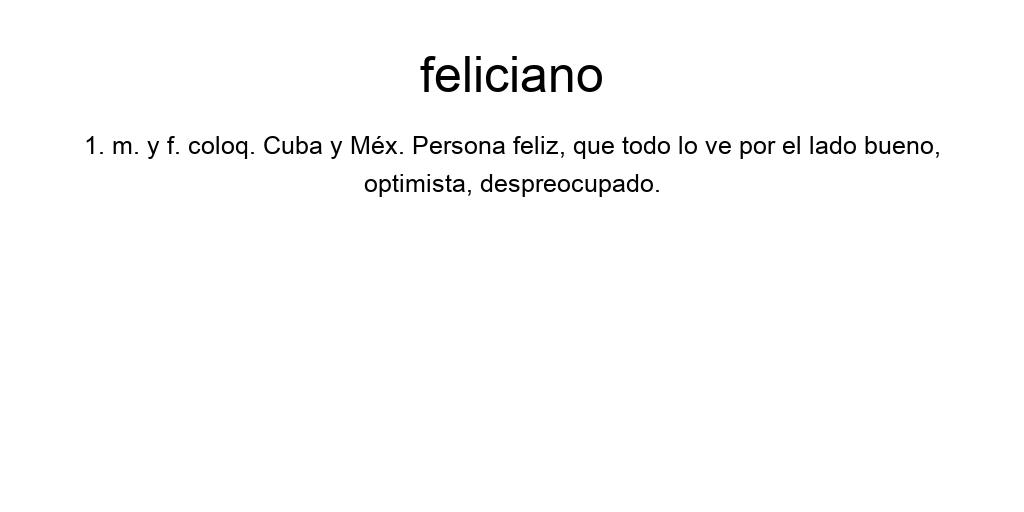 feliciano
1. m. y f. coloq. Cuba y Méx. Persona feliz, que todo lo ve por el lado bueno,
optimista, despreocupado.